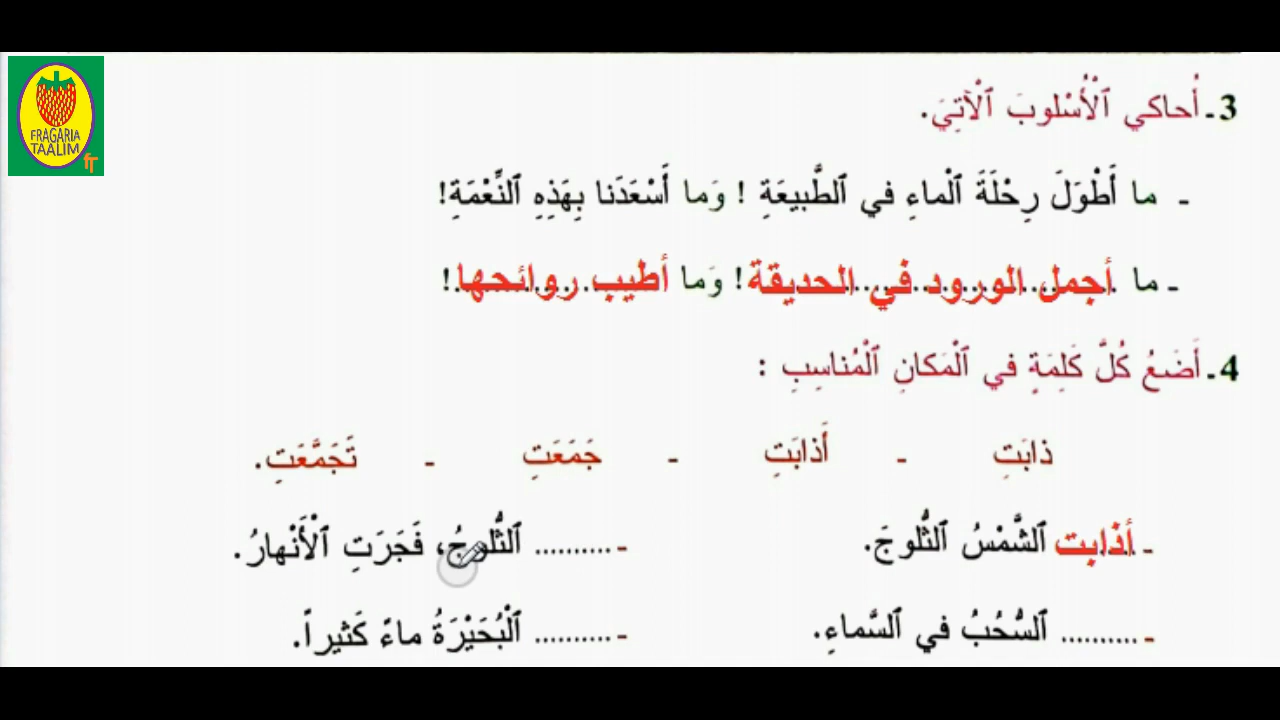 FRAGARIA
TAALIM
fT
3 - أُحاكي ٱلْأُسْلوبَ ٱلْآتِيَ.
- ما أَطْوَلَ رِحْلَةَ ٱلْماءِ في ٱلطَّبيعَةِ ! وَما أَسْعَدَنا بِهَذِهِ ٱلنِّعْمَةِ!
- ما أجمل الورود في الحديقة ! وَما أطيب روائحها !
4 - أَضَعُ كُلَّ كَلِمَةٍ في ٱلْمَكانِ ٱلْمُناسِبِ :
ذابَتِ - أَذابَتِ - جَمَعَتِ - تَجَمَّعَتِ.
- أذابت ٱلشَّمْسُ ٱلثُّلوجَ. - .......... ٱلثُّلوجُ، فَجَرَتِ ٱلْأَنْهارُ.
- .......... ٱلسُّحُبُ في ٱلسَّماءِ. - .......... ٱلْبُحَيْرَةُ ماءً كَثيراً.